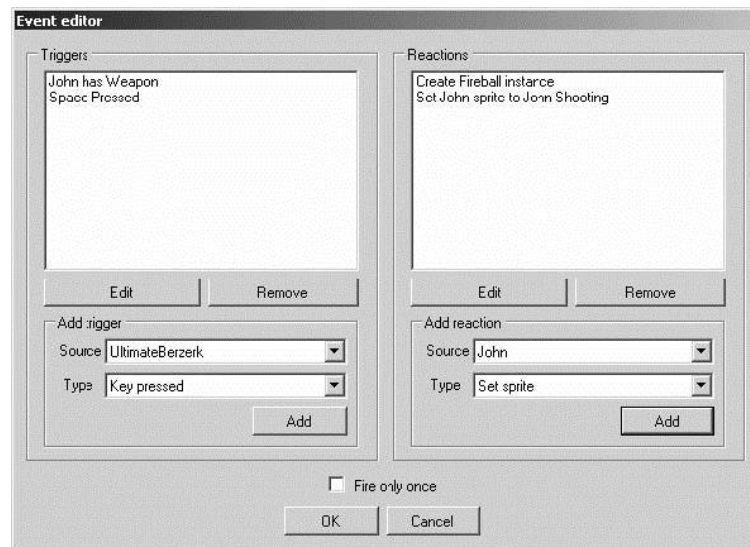 Event editor
Triggers
John has Weapon
Space Pressed
Edit
Remove
Add trigger
Source UltimateBerzerk
Type Key pressed
Add
Reactions
Create Fireball instance
Set John sprite to John Shooting
Edit
Remove
Add reaction
Source John
Type Set sprite
Add
Fire only once
OK
Cancel